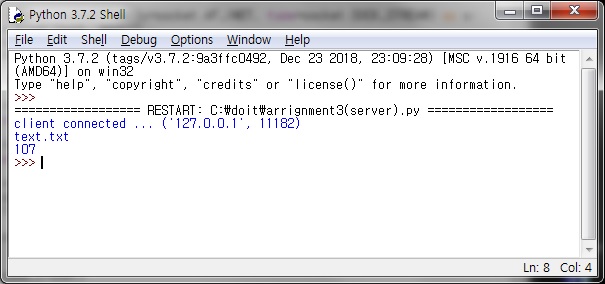 Python 3.7.2 Shell
File Edit Shell Debug Options Window Help
Python 3.7.2 (tags/v3.7.2:9a3ffc0492, Dec 23 2018, 23:09:28) [MSC v.1916 64 bit
(AMD64)] on win32
Type "help", "copyright", "credits" or "license()" for more information.
>>>
================= RESTART: C:₩doit₩arrignment3(server).py =================
client connected ... ('127.0.0.1', 11182)
text.txt
107
>>>
Ln: 8 Col: 4